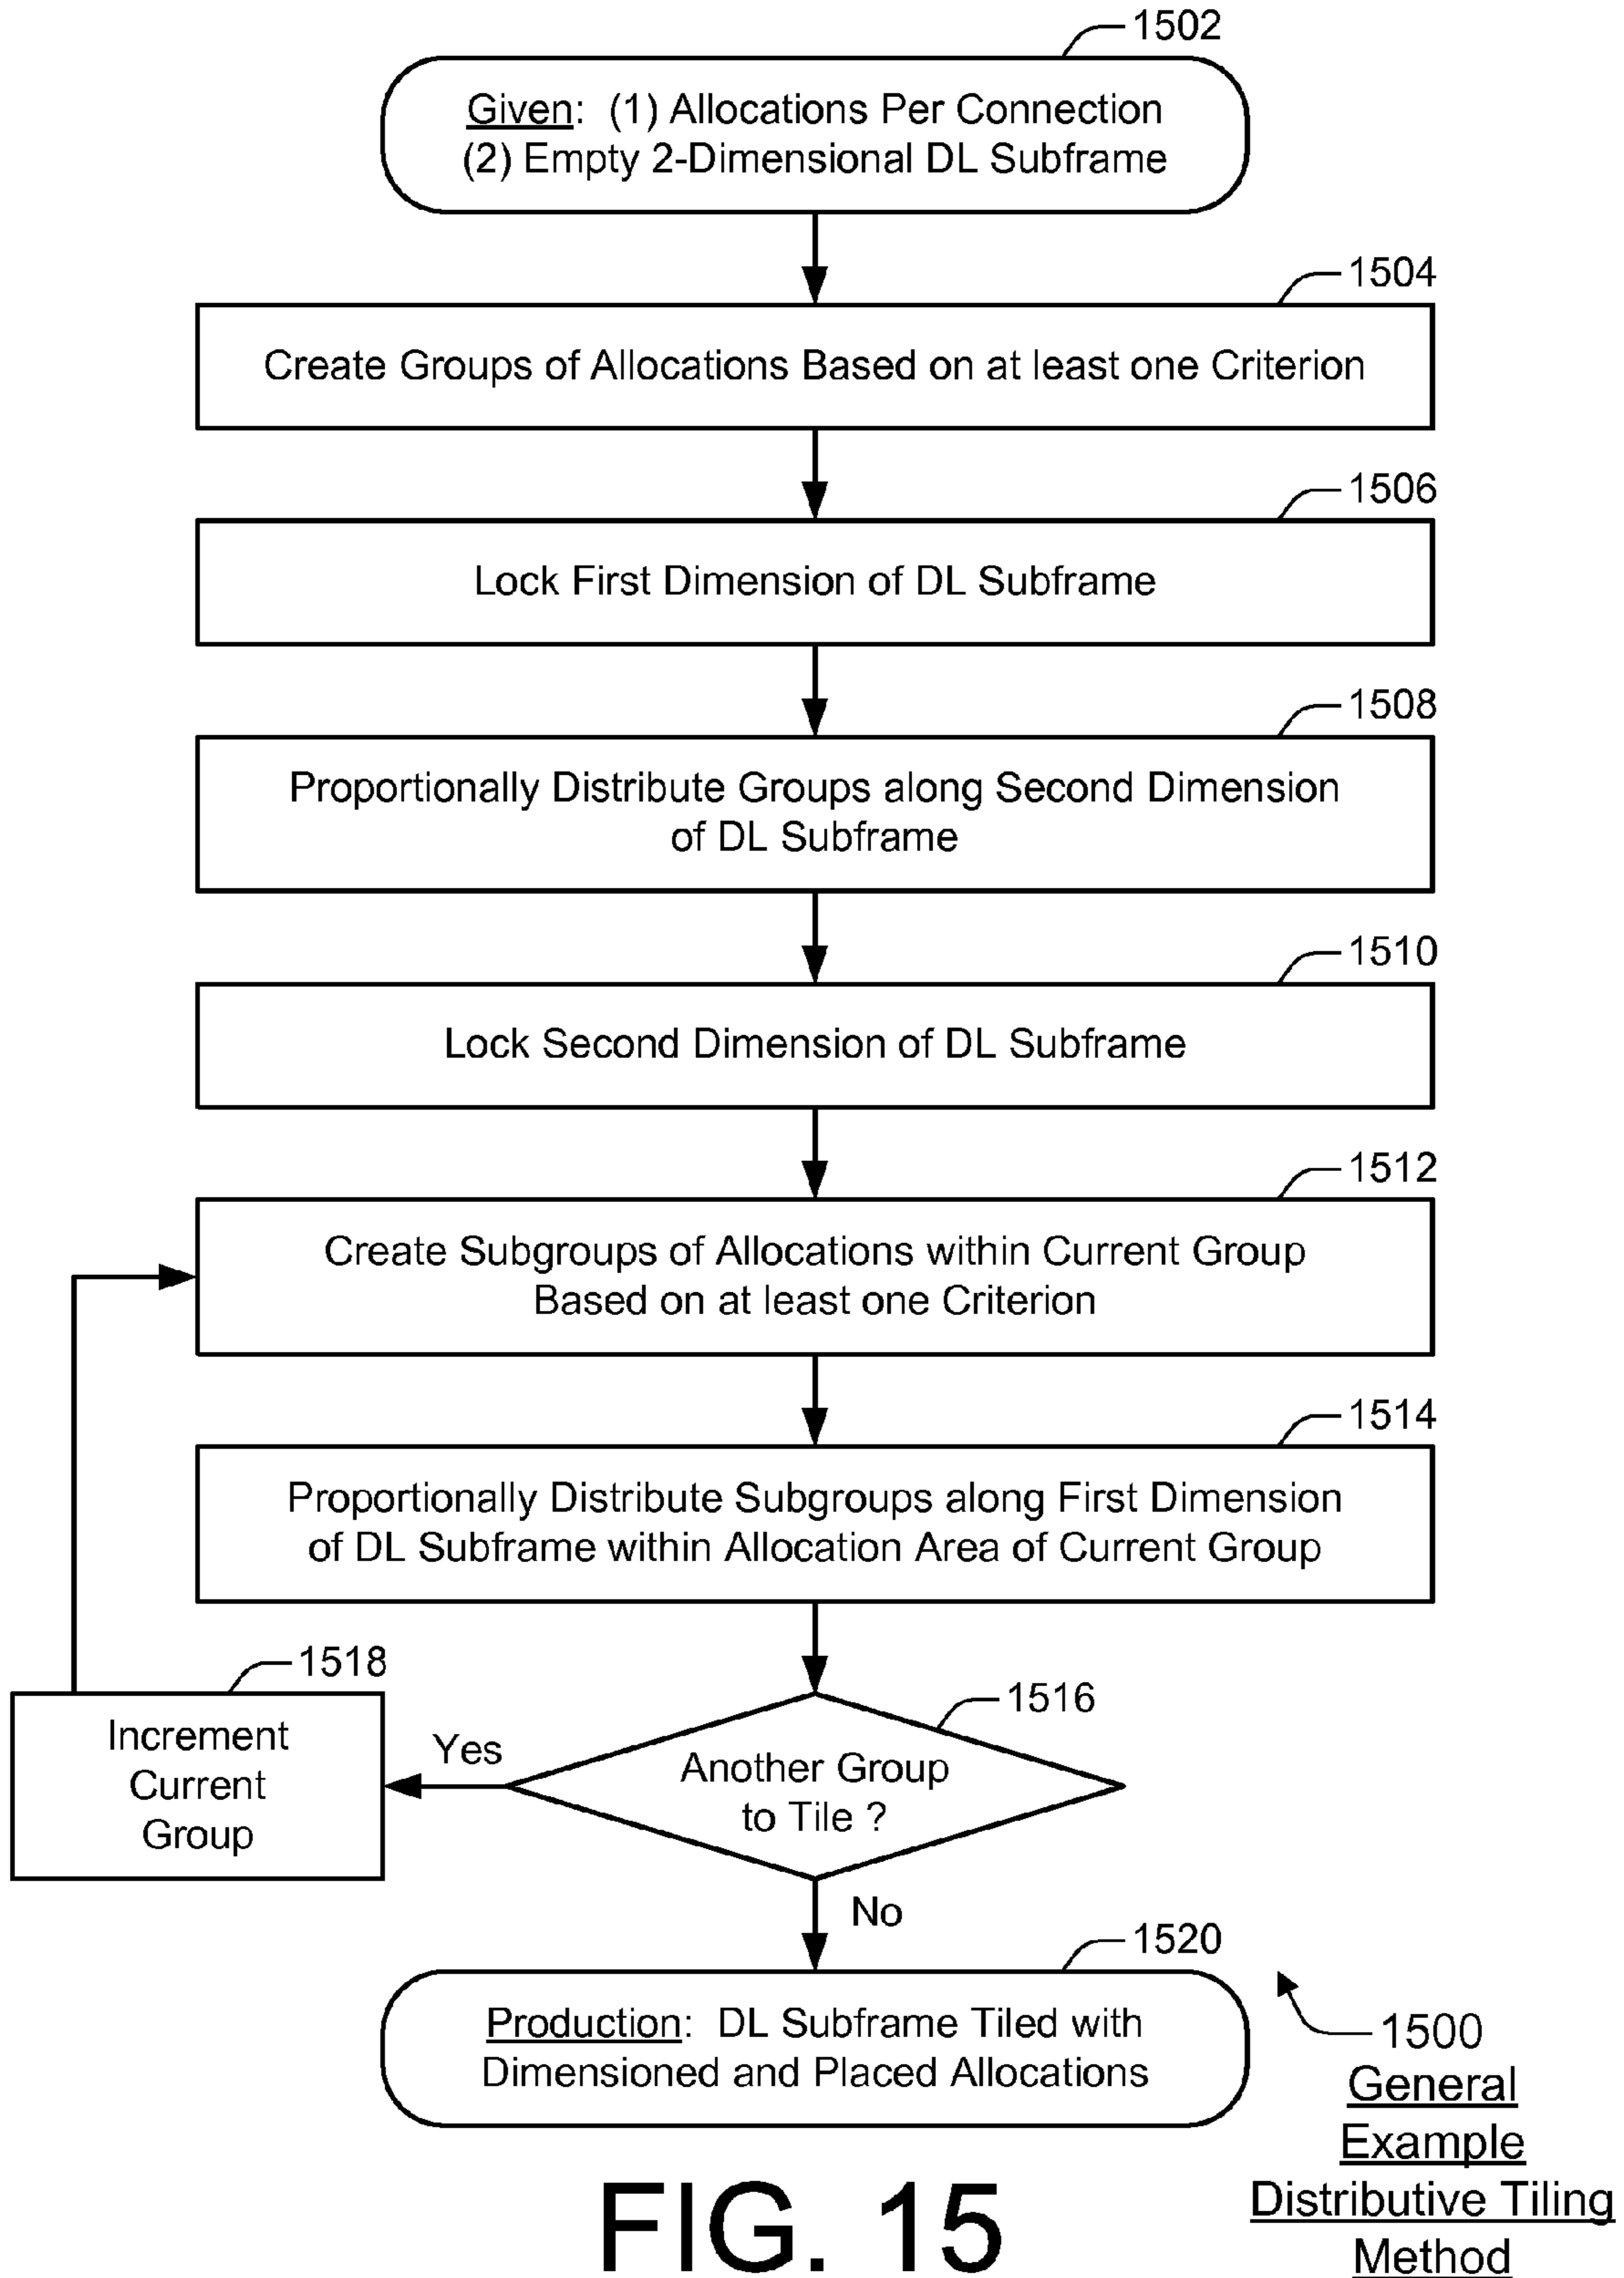 1502
Given: (1) Allocations Per Connection
(2) Empty 2-Dimensional DL Subframe
1504
Create Groups of Allocations Based on at least one Criterion
1506
Lock First Dimension of DL Subframe
1508
Proportionally Distribute Groups along Second Dimension
of DL Subframe
1510
Lock Second Dimension of DL Subframe
1512
Create Subgroups of Allocations within Current Group
Based on at least one Criterion
1514
Proportionally Distribute Subgroups along First Dimension
of DL Subframe within Allocation Area of Current Group
1518
Increment
Current
Group
Yes
1516
Another Group
to Tile ?
No
1520
Production: DL Subframe Tiled with
Dimensioned and Placed Allocations
1500
General
Example
Distributive Tiling
Method
FIG. 15